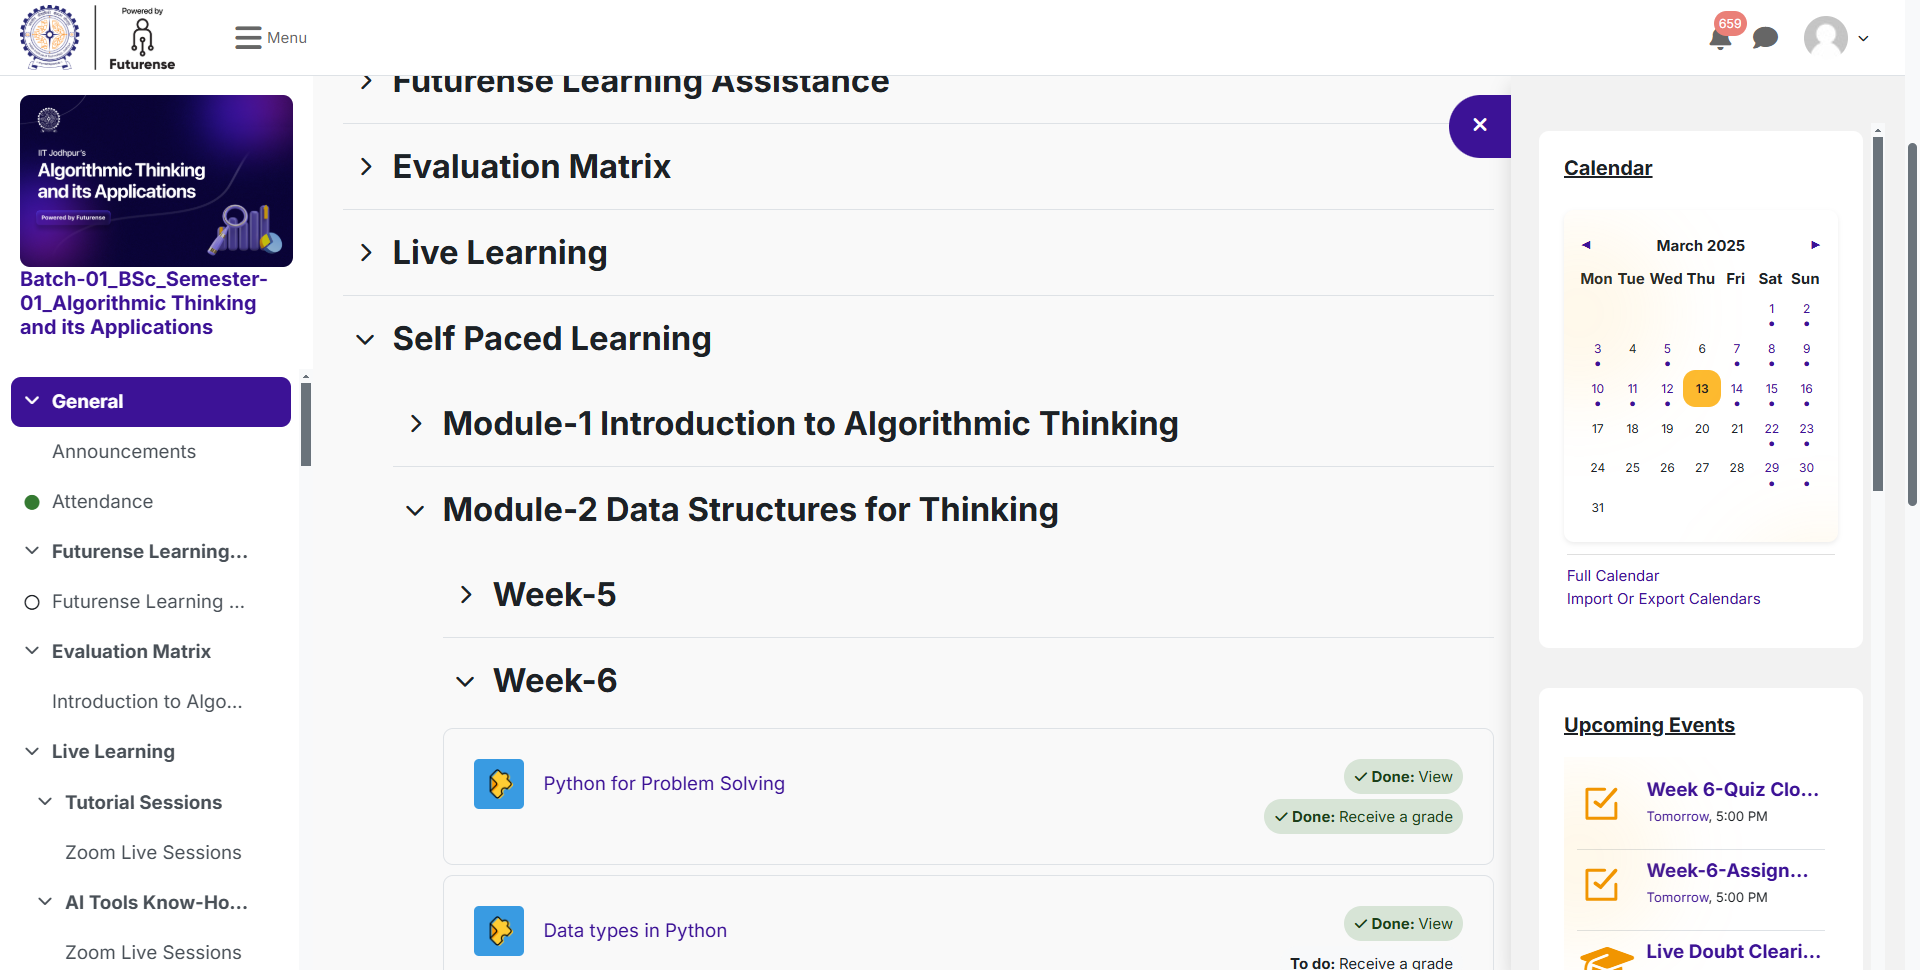 Powered by
Futurense
Menu
659
IIT Jodhpur's
Algorithmic Thinking
and its Applications
Powered by Futurense
Batch-01_BSc_Semester-
01_Algorithmic Thinking
and its Applications
General
Announcements
Attendance
Futurense Learning...
Futurense Learning ...
Evaluation Matrix
Introduction to Algo...
Live Learning
Tutorial Sessions
Zoom Live Sessions
AI Tools Know-Ho...
Zoom Live Sessions
Futurense Learning Assistance
Evaluation Matrix
Live Learning
Self Paced Learning
Module-1 Introduction to Algorithmic Thinking
Module-2 Data Structures for Thinking
Week-5
Week-6
Python for Problem Solving
Done: View
Done: Receive a grade
Data types in Python
Done: View
To do: Receive a grade
Calendar
March 2025
Mon Tue Wed Thu Fri Sat Sun
1 2
3 4 5 6 7 8 9
10 11 12 13 14 15 16
17 18 19 20 21 22 23
24 25 26 27 28 29 30
31
Full Calendar
Import Or Export Calendars
Upcoming Events
Week 6-Quiz Clo...
Tomorrow, 5:00 PM
Week-6-Assign...
Tomorrow, 5:00 PM
Live Doubt Cleari...